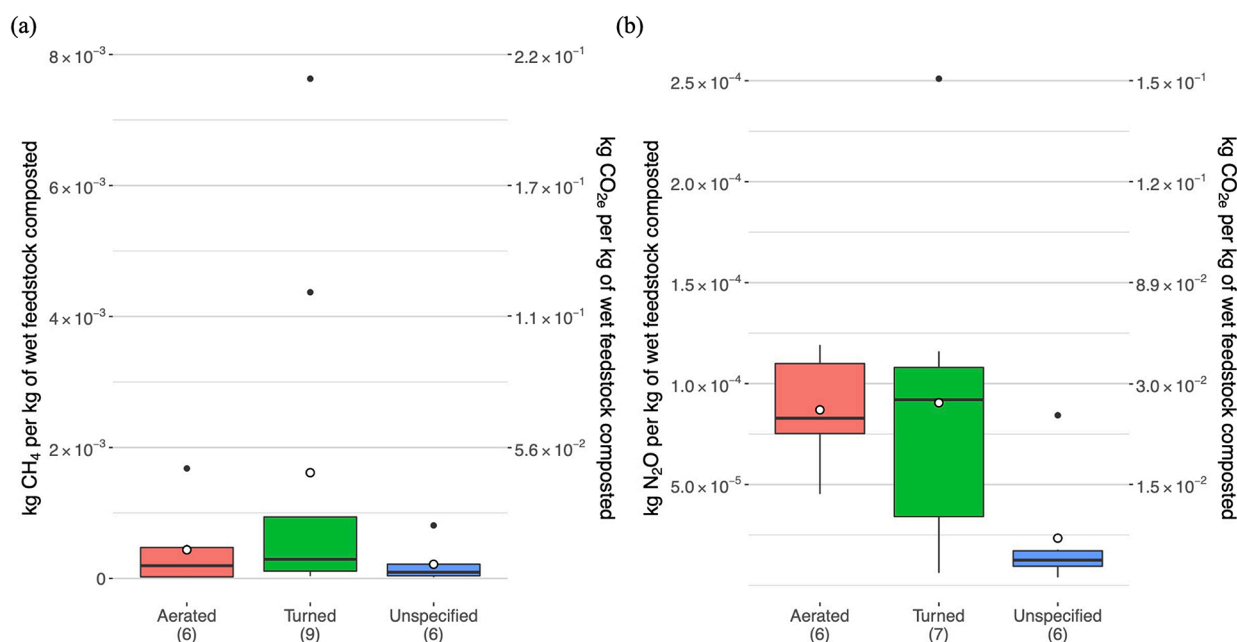 (a)
8 × 10⁻³
6 × 10⁻³
4 × 10⁻³
2 × 10⁻³
0
kg CH₄ per kg of wet feedstock composted
2.2 × 10⁻¹
1.7 × 10⁻¹
1.1 × 10⁻¹
5.6 × 10⁻²
kg CO₂ₑ per kg of wet feedstock composted
Aerated
(6)
Turned
(9)
Unspecified
(6)
(b)
2.5 × 10⁻⁴
2.0 × 10⁻⁴
1.5 × 10⁻⁴
1.0 × 10⁻⁴
5.0 × 10⁻⁵
kg N₂O per kg of wet feedstock composted
1.5 × 10⁻¹
1.2 × 10⁻¹
8.9 × 10⁻²
3.0 × 10⁻²
1.5 × 10⁻²
kg CO₂ₑ per kg of wet feedstock composted
Aerated
(6)
Turned
(7)
Unspecified
(6)